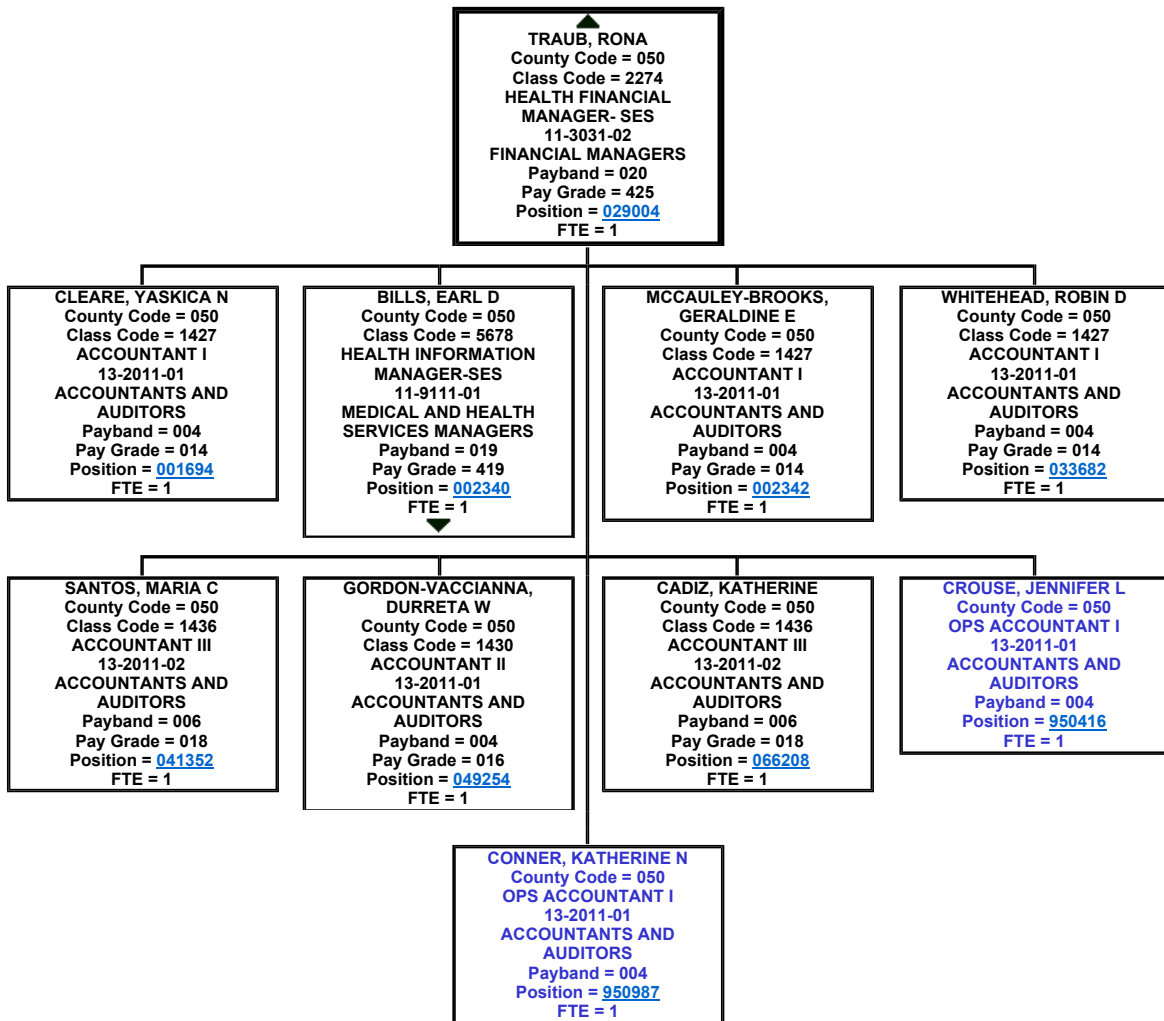 TRAUB, RONA
County Code = 050
Class Code = 2274
HEALTH FINANCIAL
MANAGER- SES
11-3031-02
FINANCIAL MANAGERS
Payband = 020
Pay Grade = 425
Position = 029004
FTE = 1
CLEARE, YASKICA N
County Code = 050
Class Code = 1427
ACCOUNTANT I
13-2011-01
ACCOUNTANTS AND
AUDITORS
Payband = 004
Pay Grade = 014
Position = 001694
FTE = 1
BILLS, EARL D
County Code = 050
Class Code = 5678
HEALTH INFORMATION
MANAGER-SES
11-9111-01
MEDICAL AND HEALTH
SERVICES MANAGERS
Payband = 019
Pay Grade = 419
Position = 002340
FTE = 1
MCCAULEY-BROOKS,
GERALDINE E
County Code = 050
Class Code = 1427
ACCOUNTANT I
13-2011-01
ACCOUNTANTS AND
AUDITORS
Payband = 004
Pay Grade = 014
Position = 002342
FTE = 1
WHITEHEAD, ROBIN D
County Code = 050
Class Code = 1427
ACCOUNTANT I
13-2011-01
ACCOUNTANTS AND
AUDITORS
Payband = 004
Pay Grade = 014
Position = 033682
FTE = 1
SANTOS, MARIA C
County Code = 050
Class Code = 1436
ACCOUNTANT III
13-2011-02
ACCOUNTANTS AND
AUDITORS
Payband = 006
Pay Grade = 018
Position = 041352
FTE = 1
GORDON-VACCIANNA,
DURRETA W
County Code = 050
Class Code = 1430
ACCOUNTANT II
13-2011-01
ACCOUNTANTS AND
AUDITORS
Payband = 004
Pay Grade = 016
Position = 049254
FTE = 1
CADIZ, KATHERINE
County Code = 050
Class Code = 1436
ACCOUNTANT III
13-2011-02
ACCOUNTANTS AND
AUDITORS
Payband = 006
Pay Grade = 018
Position = 066208
FTE = 1
CROUSE, JENNIFER L
County Code = 050
OPS ACCOUNTANT I
13-2011-01
ACCOUNTANTS AND
AUDITORS
Payband = 004
Position = 950416
FTE = 1
CONNER, KATHERINE N
County Code = 050
OPS ACCOUNTANT I
13-2011-01
ACCOUNTANTS AND
AUDITORS
Payband = 004
Position = 950987
FTE = 1